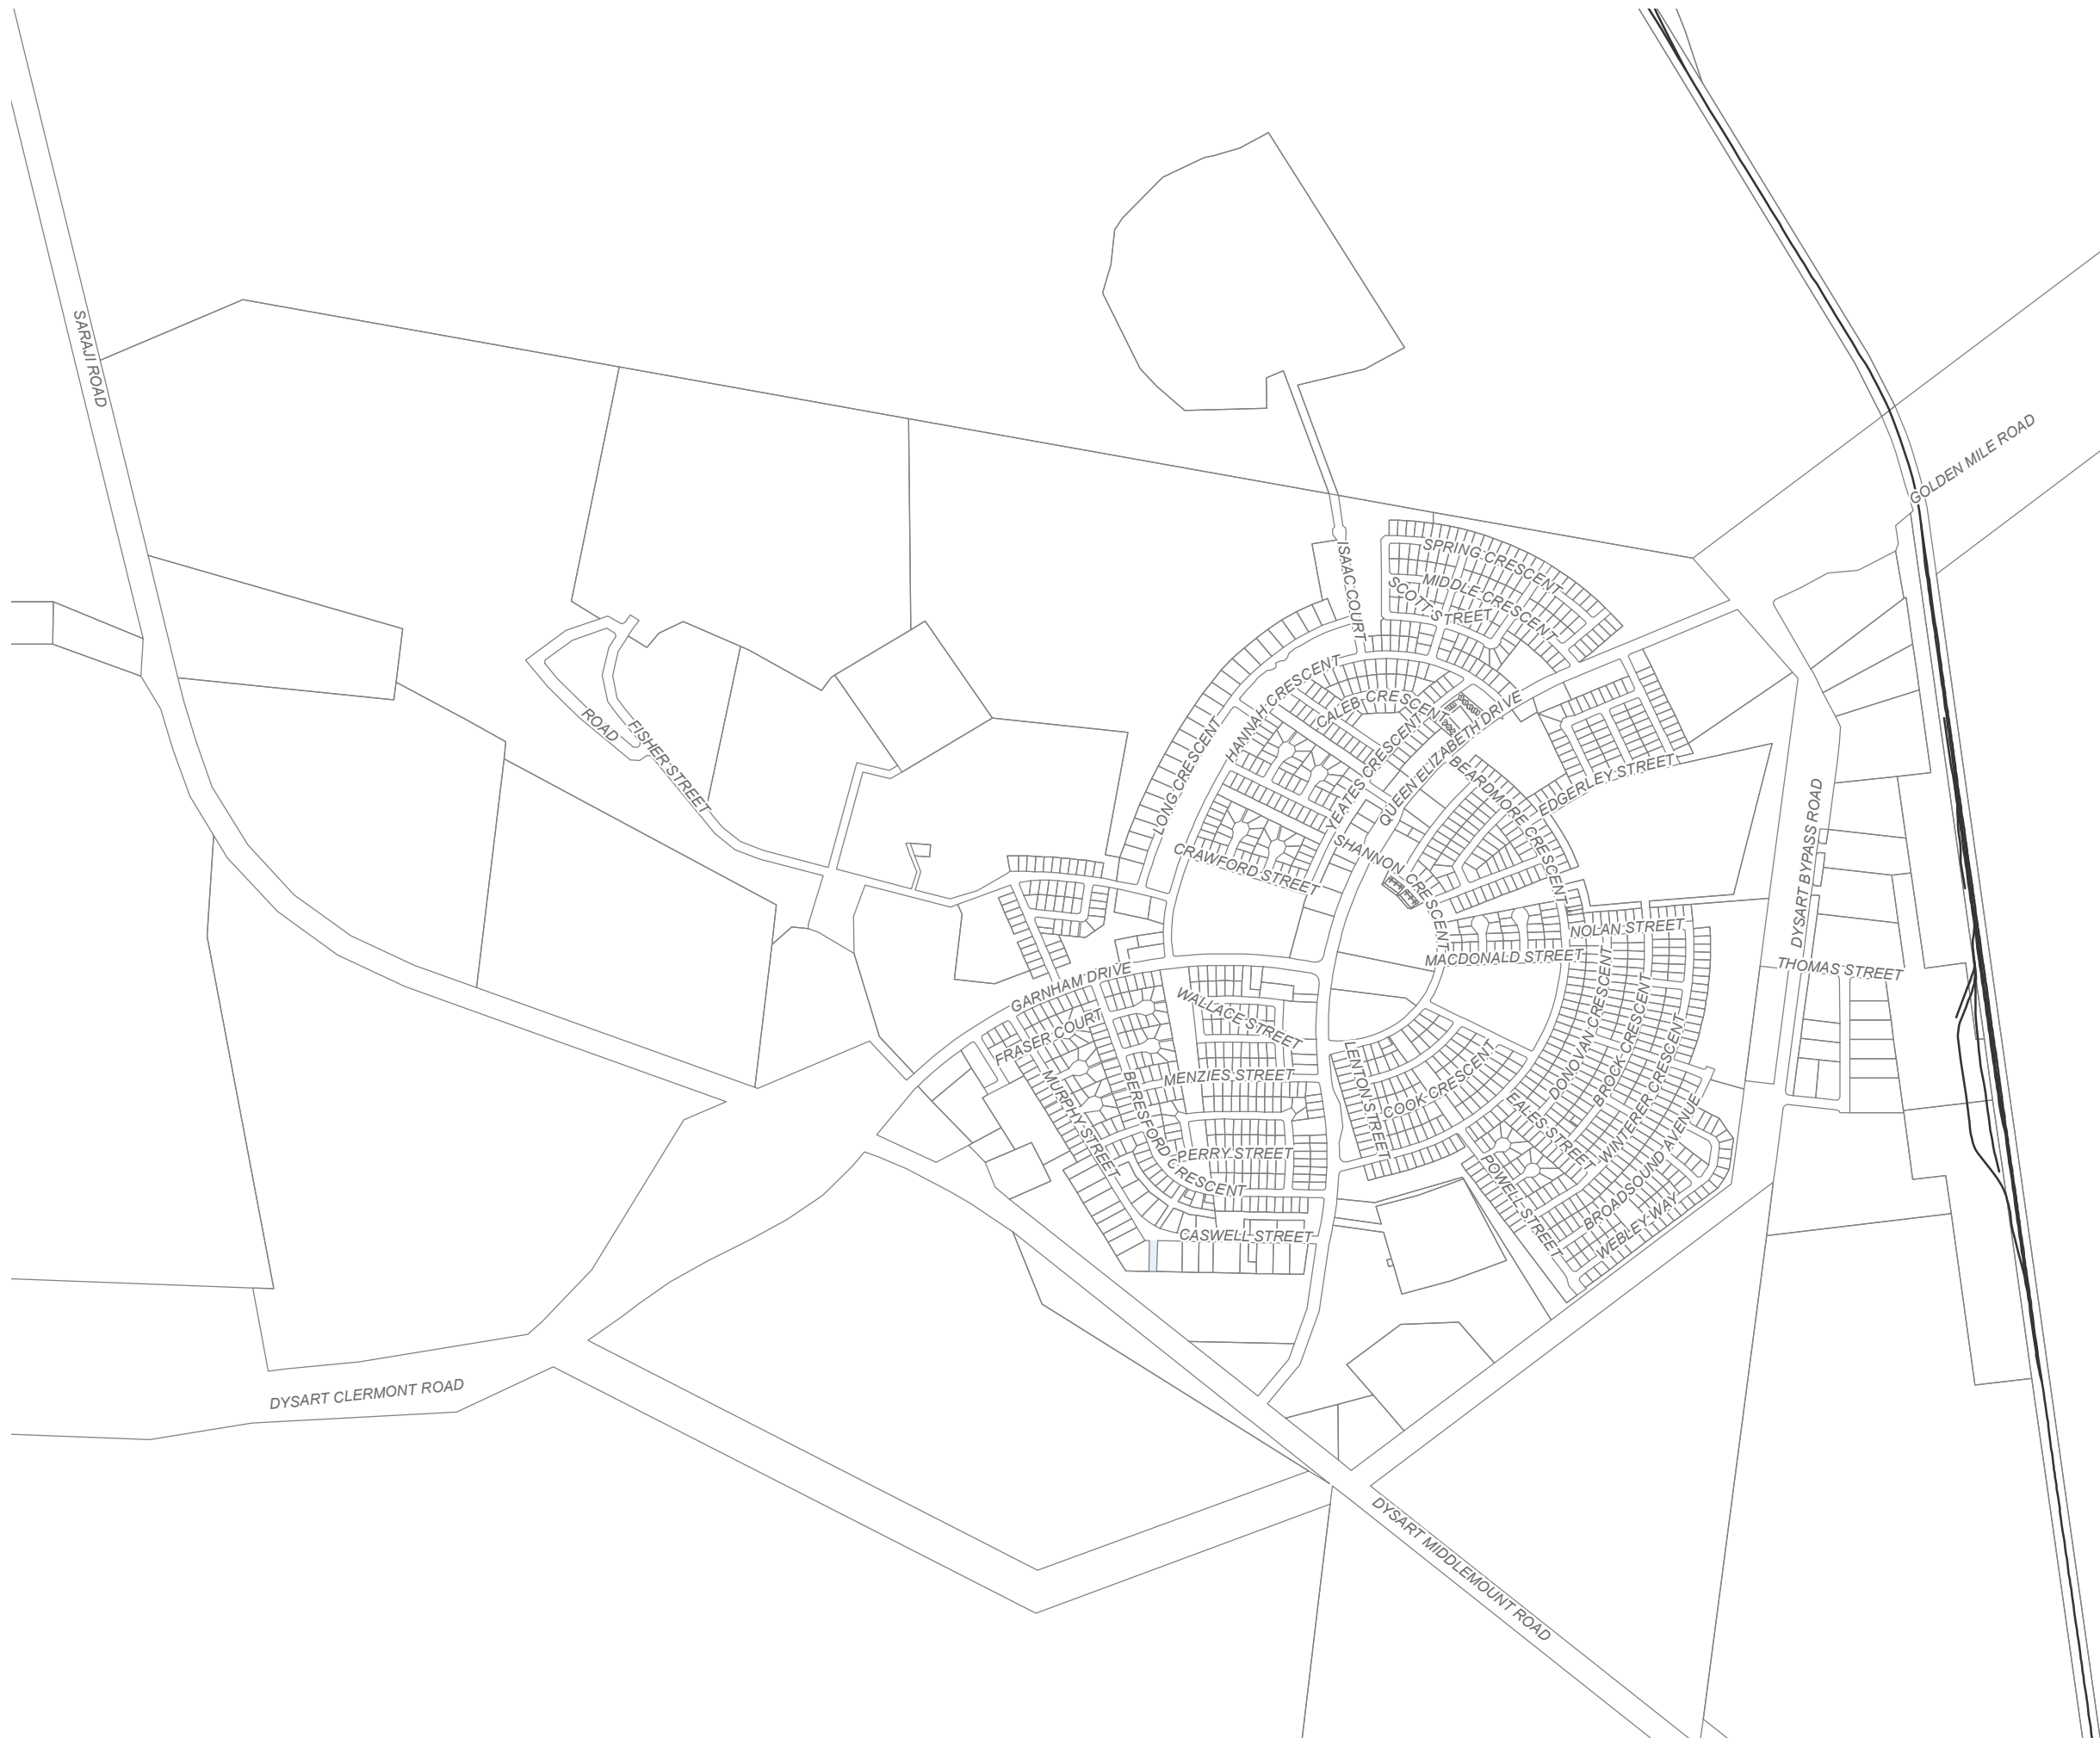 SARAJI ROAD
GOLDEN MILE ROAD
SPRING CRESCENT
MIDDLE CRESCENT
SCOTT STREET
ISAAC COURT
HANNAH CRESCENT
CALEB CRESCENT
LONG CRESCENT
YEATES CRESCENT
QUEEN ELIZABETH DRIVE
BEARDMORE CRESCENT
EDGERLEY STREET
ROAD
FISHER STREET
SHANNON CRESCENT
CRAWFORD STREET
DYSART BYPASS ROAD
NOLAN STREET
MACDONALD STREET
THOMAS STREET
GARNHAM DRIVE
WALLACE STREET
FRASER COURT
MENZIES STREET
MURPHY STREET
BERESFORD CRESCENT
LENTON STREET
COOK CRESCENT
DONOVAN CRESCENT
BROCK CRESCENT
WINTERER CRESCENT
EALES STREET
PERRY STREET
POWELL STREET
BROADSOUND AVENUE
WEBLEY WAY
CASWELL STREET
DYSART CLERMONT ROAD
DYSART MIDDLEMOUNT ROAD